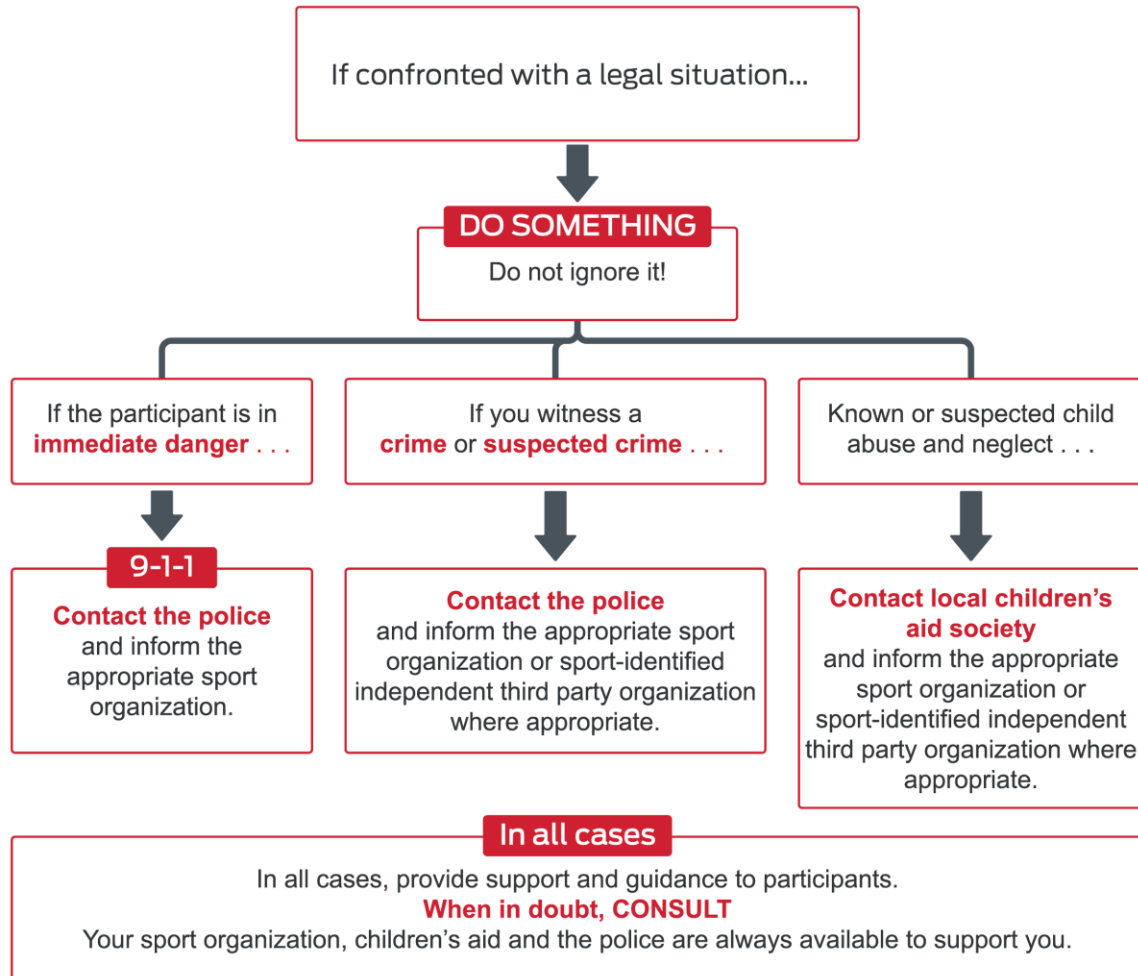 If confronted with a legal situation...
DO SOMETHING
Do not ignore it!
If the participant is in
immediate danger . . .
If you witness a
crime or suspected crime . . .
Known or suspected child
abuse and neglect . . .
9-1-1
Contact the police
and inform the
appropriate sport
organization.
Contact the police
and inform the appropriate sport
organization or sport-identified
independent third party organization
where appropriate.
Contact local children’s
aid society
and inform the appropriate
sport organization or
sport-identified independent
third party organization where
appropriate.
In all cases
In all cases, provide support and guidance to participants.
When in doubt, CONSULT
Your sport organization, children’s aid and the police are always available to support you.